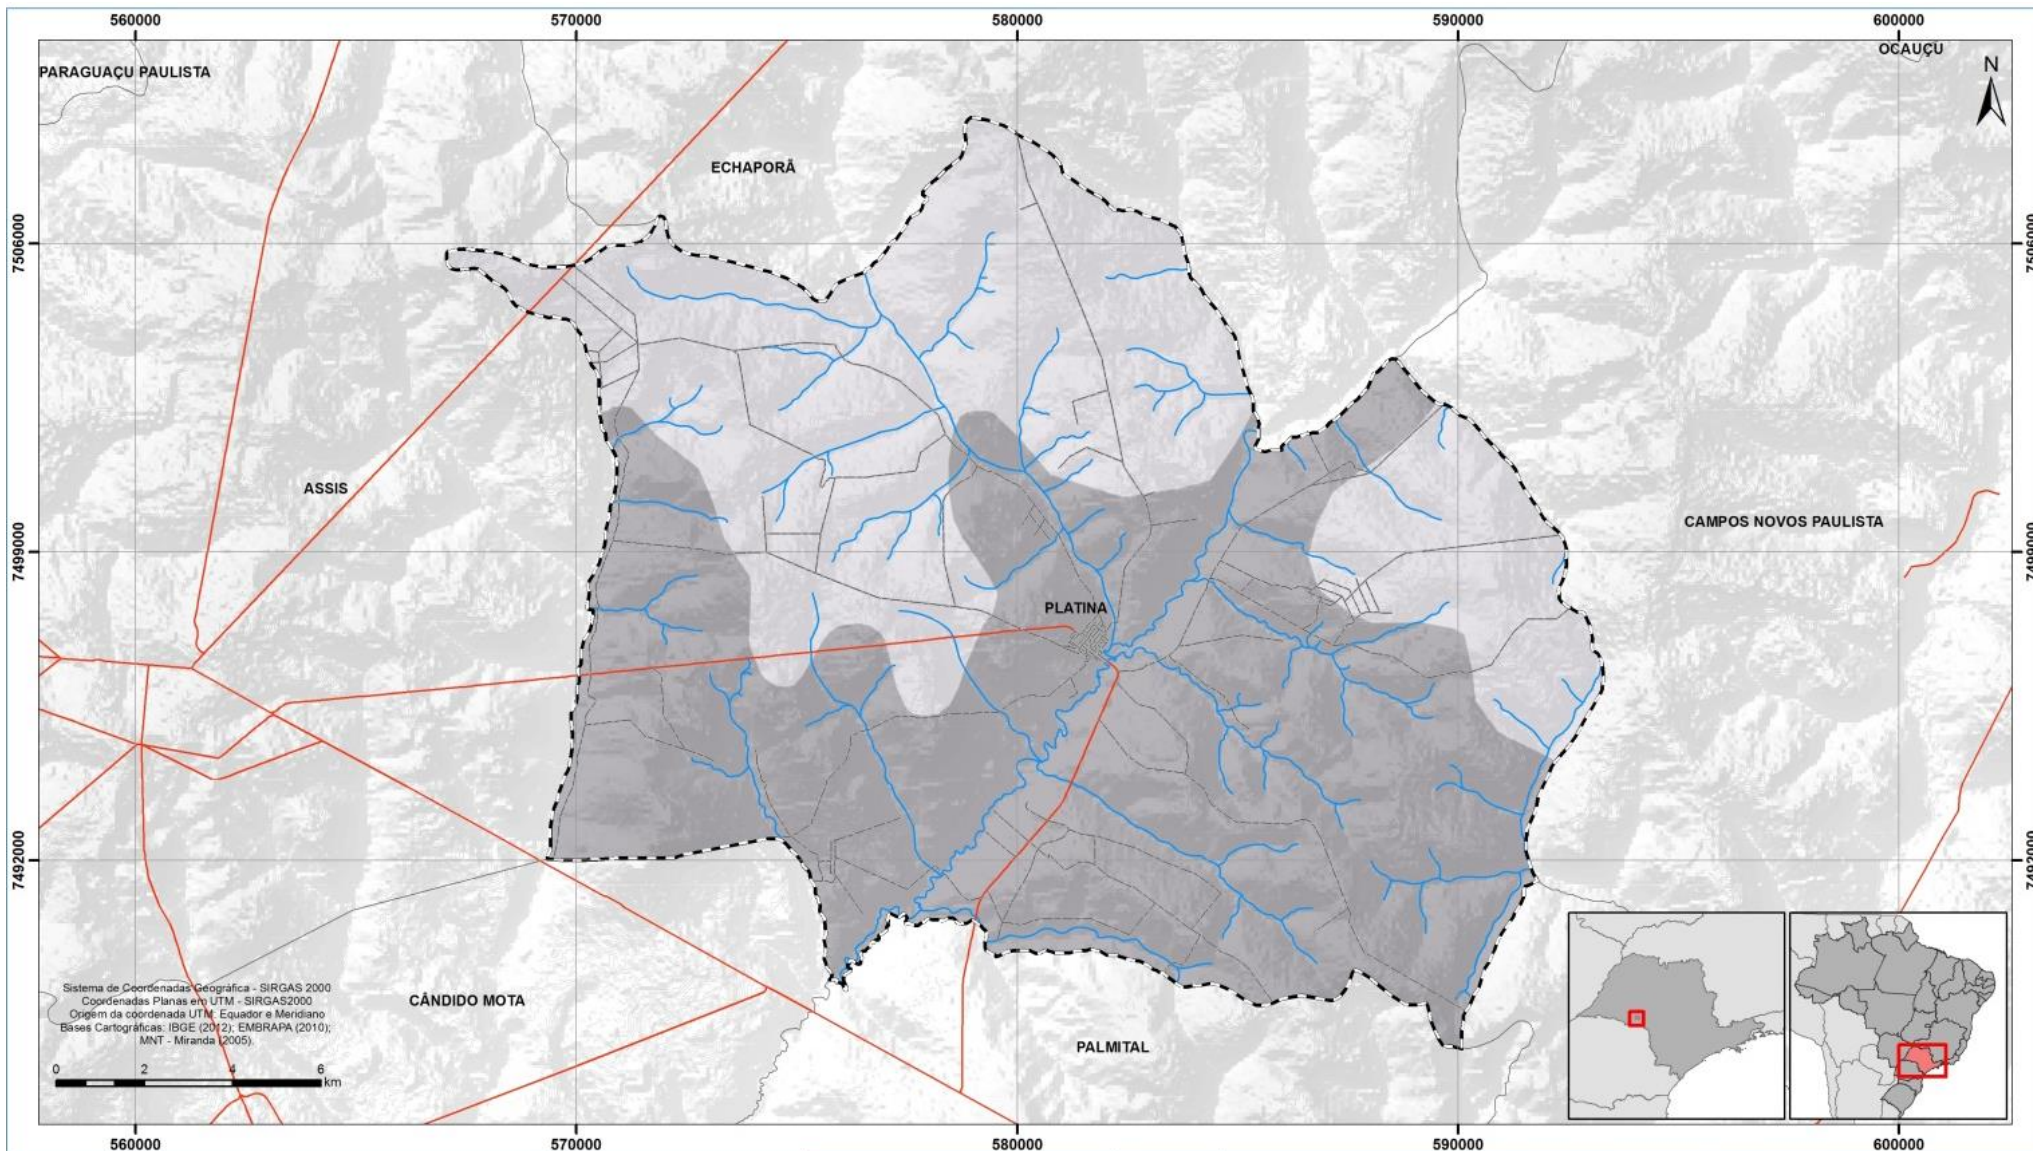 560000
570000
580000
590000
600000
OCAUÇU
PARAGUAÇU PAULISTA
N
ECHAPORÃ
7506000
7506000
ASSIS
CAMPOS NOVOS PAULISTA
7499000
7499000
PLATINA
7492000
7492000
Sistema de Coordenadas Geográfica - SIRGAS 2000
Coordenadas Planas em UTM - SIRGAS2000
Origem da coordenada UTM: Equador e Meridiano
Bases Cartográficas: IBGE (2012); EMBRAPA (2010);
MNT - Miranda (2005).
CÂNDIDO MOTA
PALMITAL
0 2 4 6
km
560000
570000
580000
590000
600000